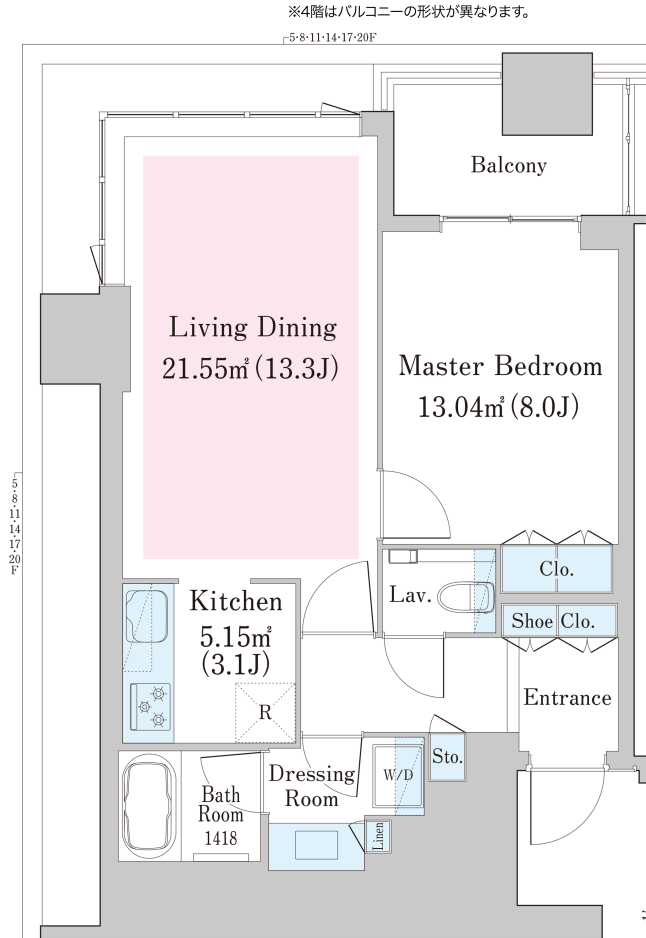 ※4階はバルコニーの形状が異なります。
5·8·11·14·17·20F
Balcony
Living Dining
21.55㎡(13.3J)
Master Bedroom
13.04㎡(8.0J)
5·8·11·14·17·20F
Clo.
Lav.
Kitchen
5.15㎡
(3.1J)
Shoe Clo.
Entrance
R
Sto.
Dressing
Room
W/D
Bath
Room
1418
Linen